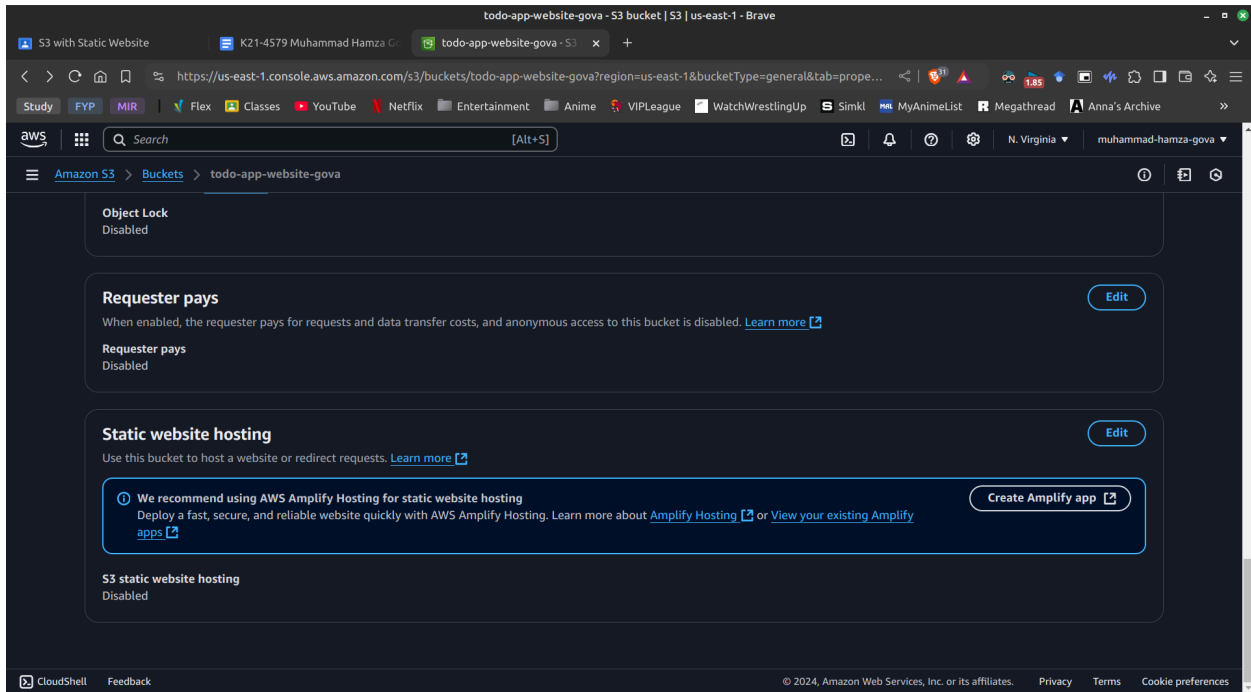 todo-app-website-gova - S3 bucket | S3 | us-east-1 - Brave
S3 with Static Website
K21-4579 Muhammad Hamza Go
todo-app-website-gova - S3
https://us-east-1.console.aws.amazon.com/s3/buckets/todo-app-website-gova?region=us-east-1&bucketType=general&tab=prope...
31
1.85
Study FYP MIR Flex Classes YouTube Netflix Entertainment Anime VIPLeague WatchWrestlingUp Simkl MyAnimeList Megathread Anna's Archive »
aws Search [Alt+S] N. Virginia muhammad-hamza-gova
Amazon S3 > Buckets > todo-app-website-gova
Object Lock
Disabled
Requester pays
Edit
When enabled, the requester pays for requests and data transfer costs, and anonymous access to this bucket is disabled. Learn more
Requester pays
Disabled
Static website hosting
Edit
Use this bucket to host a website or redirect requests. Learn more
We recommend using AWS Amplify Hosting for static website hosting
Create Amplify app
Deploy a fast, secure, and reliable website quickly with AWS Amplify Hosting. Learn more about Amplify Hosting or View your existing Amplify
apps
S3 static website hosting
Disabled
CloudShell Feedback © 2024, Amazon Web Services, Inc. or its affiliates. Privacy Terms Cookie preferences